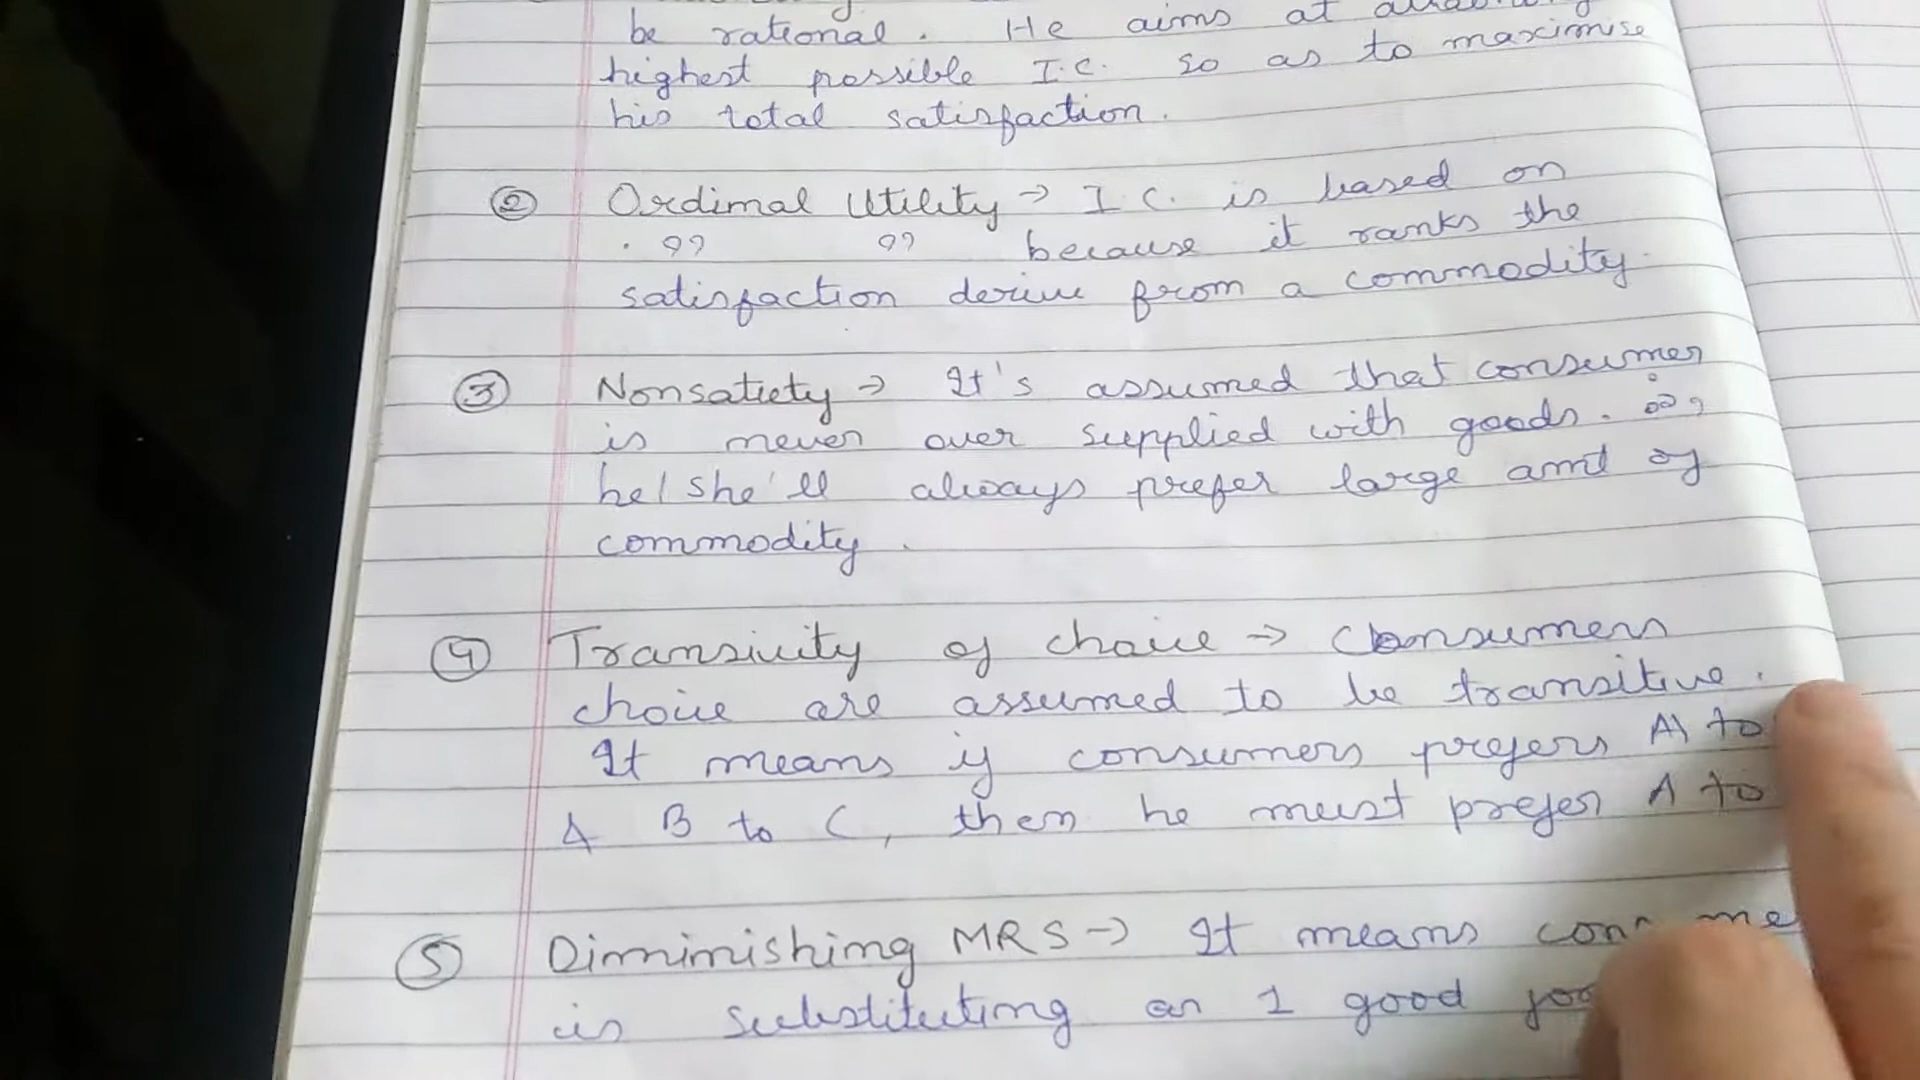 be rational. He aims at
highest possible I.C. so as to maximise
his total satisfaction.
② Ordinal Utility → I C. is based on
" " because it ranks the
satisfaction derive from a commodity.
③ Nonsatiety → It's assumed that consumer
is never over supplied with goods. ∴,
he/she'll always prefer large amt of
commodity.
④ Transivity of choice → Consumers
choice are assumed to be transitive.
It means if consumers prefers A to
& B to C, then he must prefer A to
⑤ Diminishing MRS → It means
is substituting an 1 good